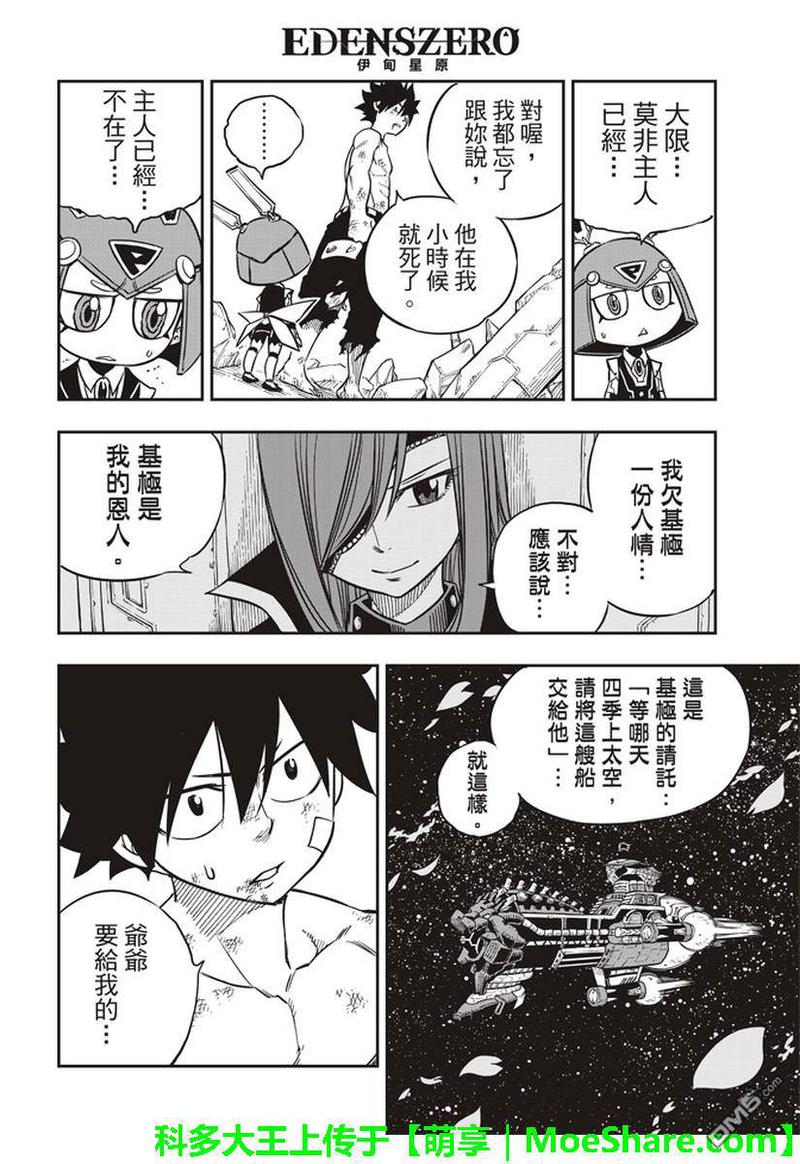 EDENSZERO
伊甸星原
大限⋯
莫非主人
已經⋯
對喔，
我都忘了
跟妳說，
他在我
小時候
就死了。
⋯⋯
主人已經⋯
不在了⋯
我欠基極
一份人情⋯
不對⋯
應該說⋯
基極是
我的恩人。
這是
基極的請託⋯
「等哪天
四季上太空，
請將這艘船
交給他」⋯
就這樣。
爺爺
要給我的⋯
科多大王上传于【萌享｜MoeShare.com】
DM5.com